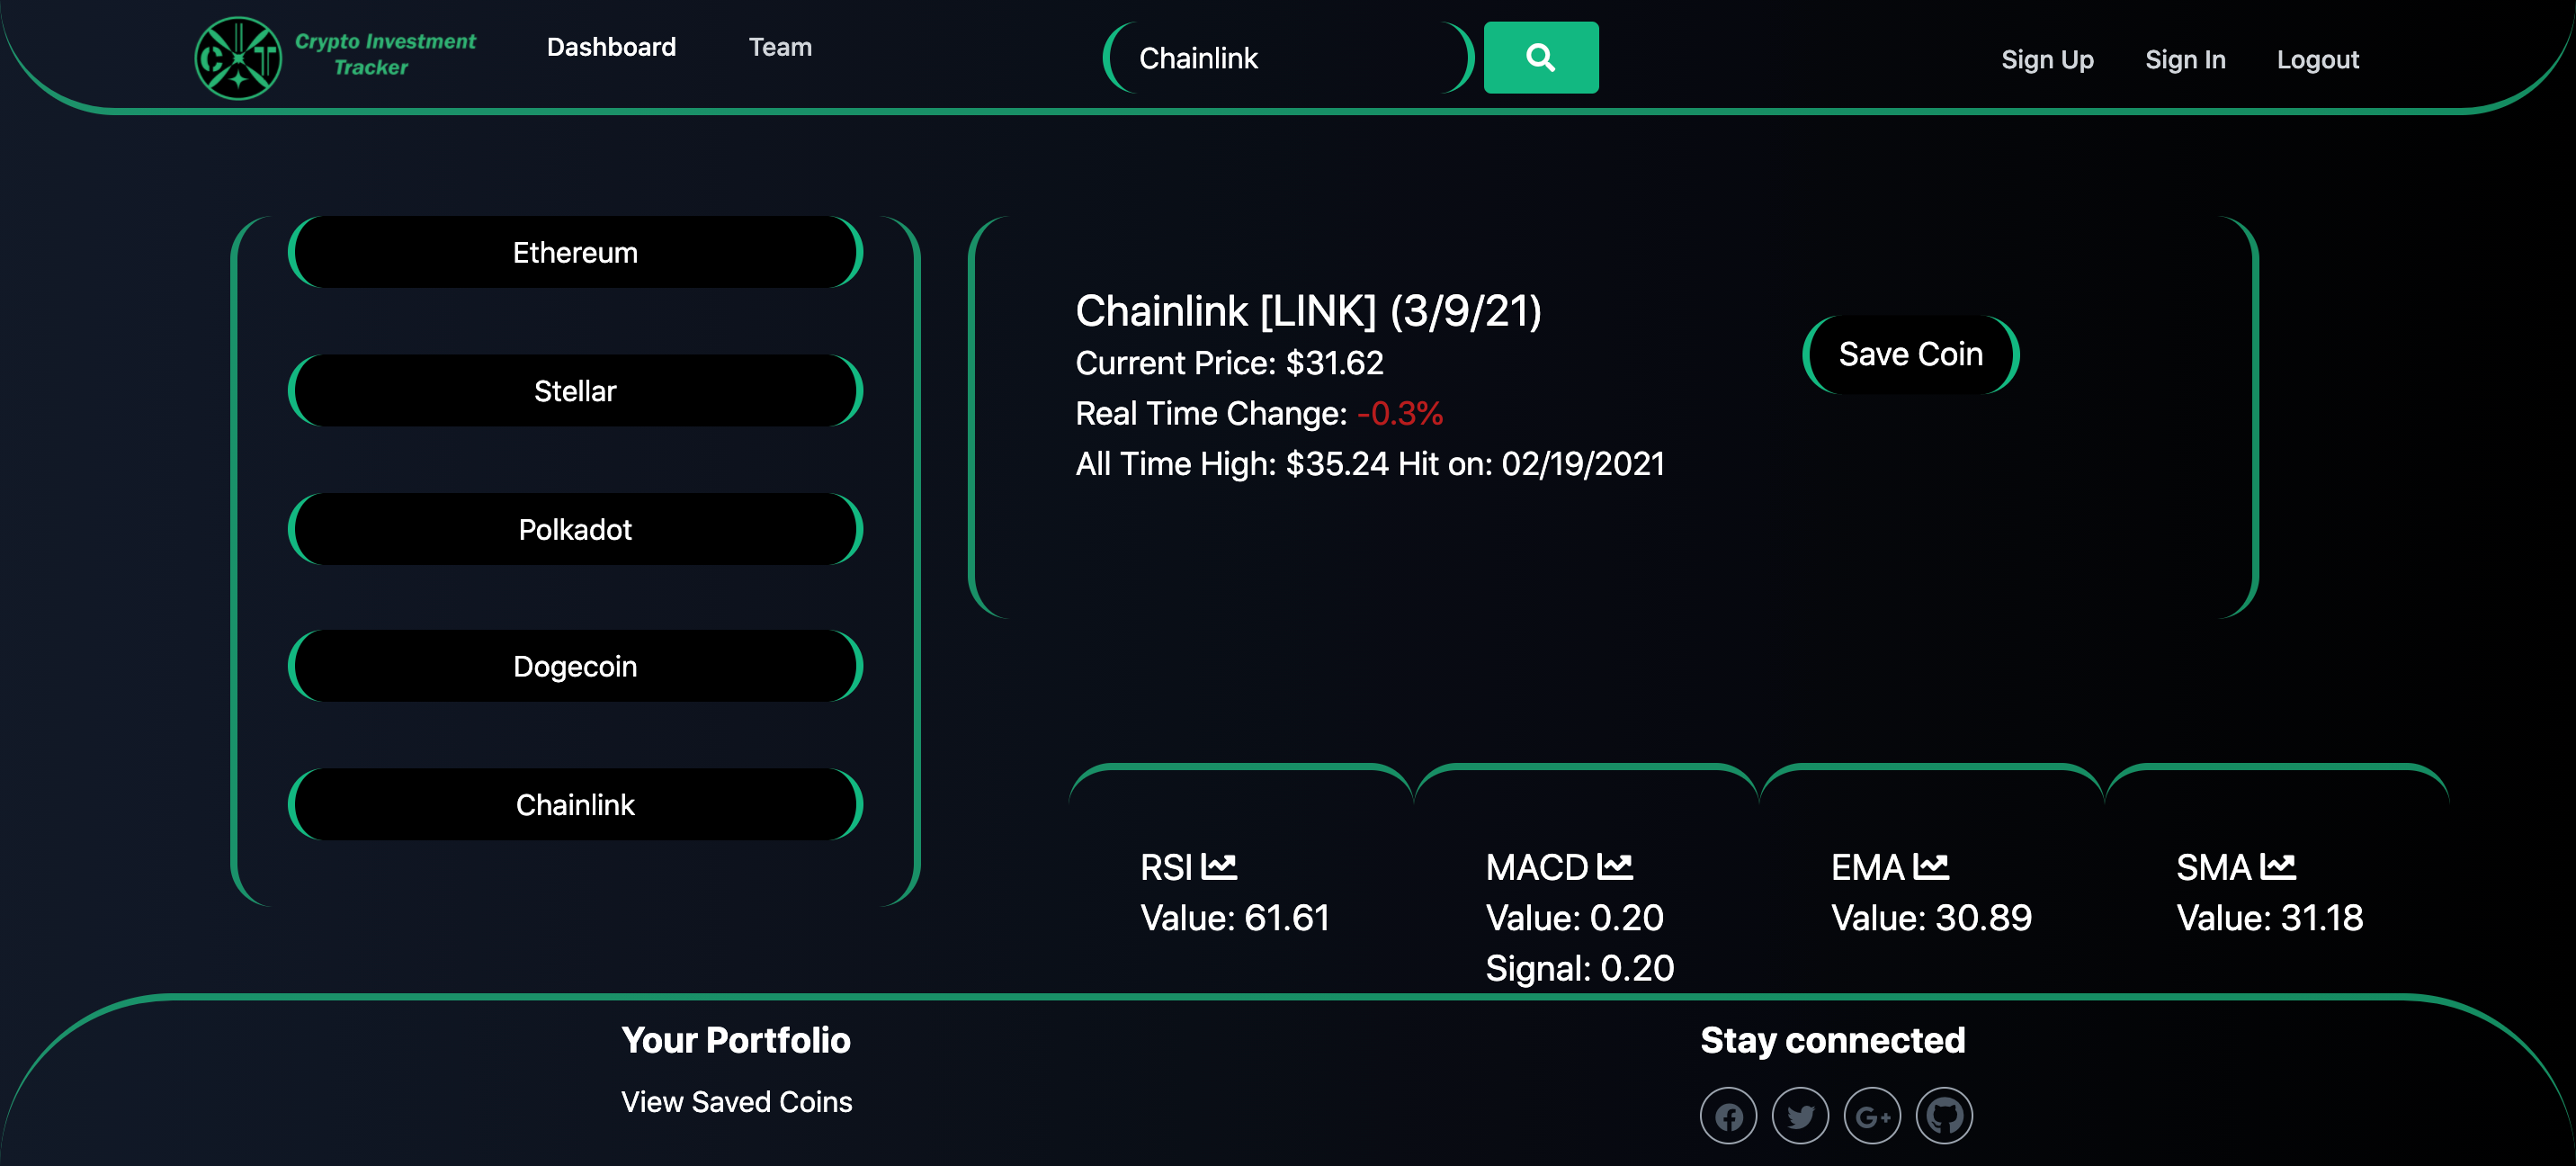 Crypto Investment
Tracker
Dashboard
Team
Chainlink
Sign Up
Sign In
Logout
Ethereum
Stellar
Polkadot
Dogecoin
Chainlink
Chainlink [LINK] (3/9/21)
Current Price: $31.62
Real Time Change: -0.3%
All Time High: $35.24 Hit on: 02/19/2021
Save Coin
RSI
Value: 61.61
MACD
Value: 0.20
Signal: 0.20
EMA
Value: 30.89
SMA
Value: 31.18
Your Portfolio
View Saved Coins
Stay connected
G+